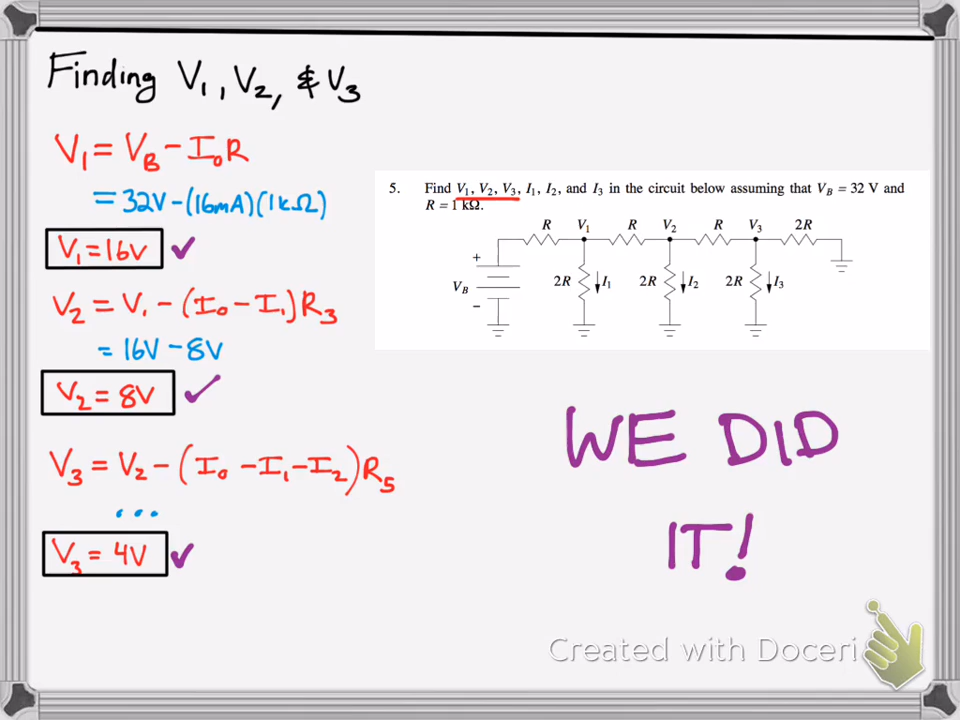 Finding V₁, V₂, & V₃
V₁ = V_B − I₀R
= 32V − (16mA)(1kΩ)
V₁ = 16V ✓
V₂ = V₁ − (I₀ − I₁)R₃
= 16V − 8V
V₂ = 8V ✓
V₃ = V₂ − (I₀ − I₁ − I₂)R₅
...
V₃ = 4V ✓
5. Find V₁, V₂, V₃, I₁, I₂, and I₃ in the circuit below assuming that V_B = 32 V and
R = 1 kΩ.
R V₁ R V₂ R V₃ 2R
+
V_B 2R I₁ 2R I₂ 2R I₃
−
WE DID
IT!
Created with Doceri